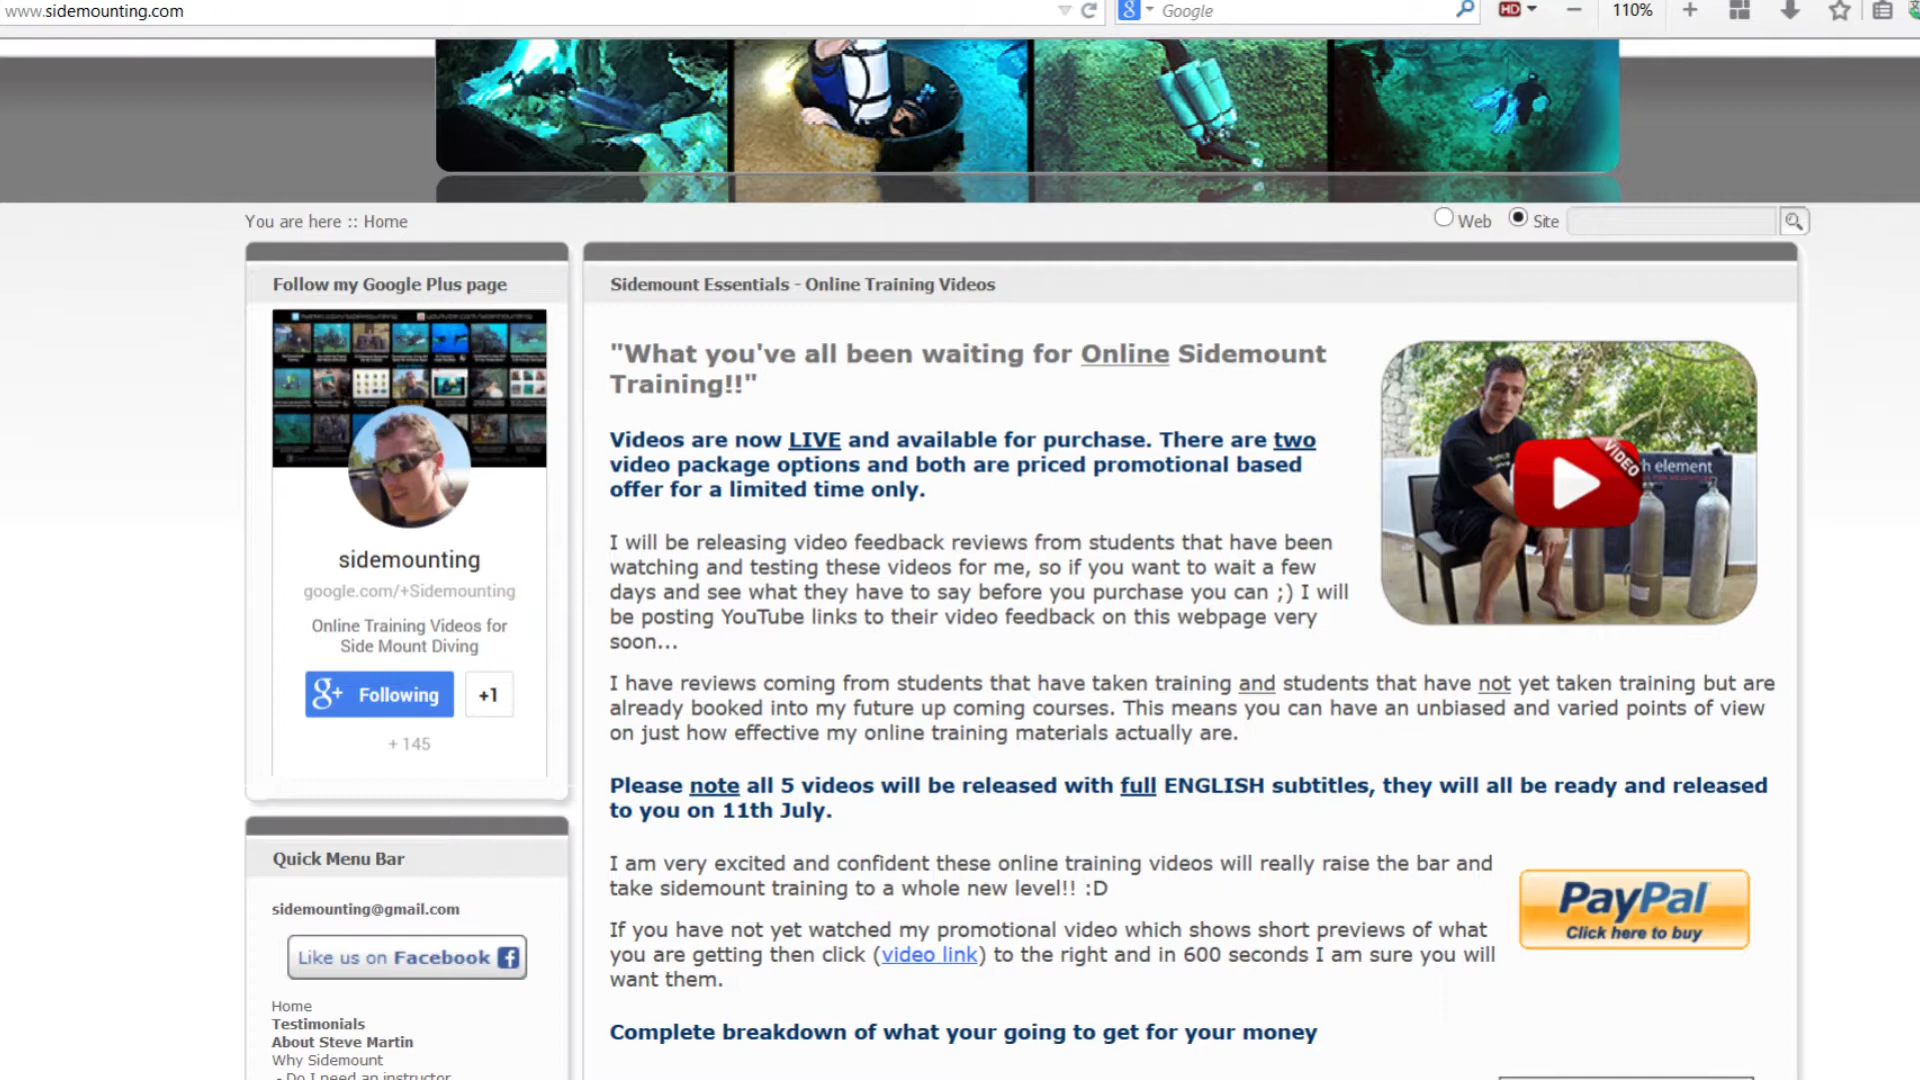 www.sidemounting.com
Google
HD
110%
You are here :: Home
Web
Site
Follow my Google Plus page
sidemounting
google.com/+Sidemounting
Online Training Videos for
Side Mount Diving
g+ Following
+1
+ 145
Quick Menu Bar
sidemounting@gmail.com
Like us on Facebook
Home
Testimonials
About Steve Martin
Why Sidemount
- Do I need an instructor
Sidemount Essentials - Online Training Videos
"What you've all been waiting for Online Sidemount
Training!!"
Videos are now LIVE and available for purchase. There are two
video package options and both are priced promotional based
offer for a limited time only.
VIDEO
h element
I will be releasing video feedback reviews from students that have been
watching and testing these videos for me, so if you want to wait a few
days and see what they have to say before you purchase you can ;) I will
be posting YouTube links to their video feedback on this webpage very
soon...
I have reviews coming from students that have taken training and students that have not yet taken training but are
already booked into my future up coming courses. This means you can have an unbiased and varied points of view
on just how effective my online training materials actually are.
Please note all 5 videos will be released with full ENGLISH subtitles, they will all be ready and released
to you on 11th July.
I am very excited and confident these online training videos will really raise the bar and
take sidemount training to a whole new level!! :D
PayPal
Click here to buy
If you have not yet watched my promotional video which shows short previews of what
you are getting then click (video link) to the right and in 600 seconds I am sure you will
want them.
Complete breakdown of what your going to get for your money